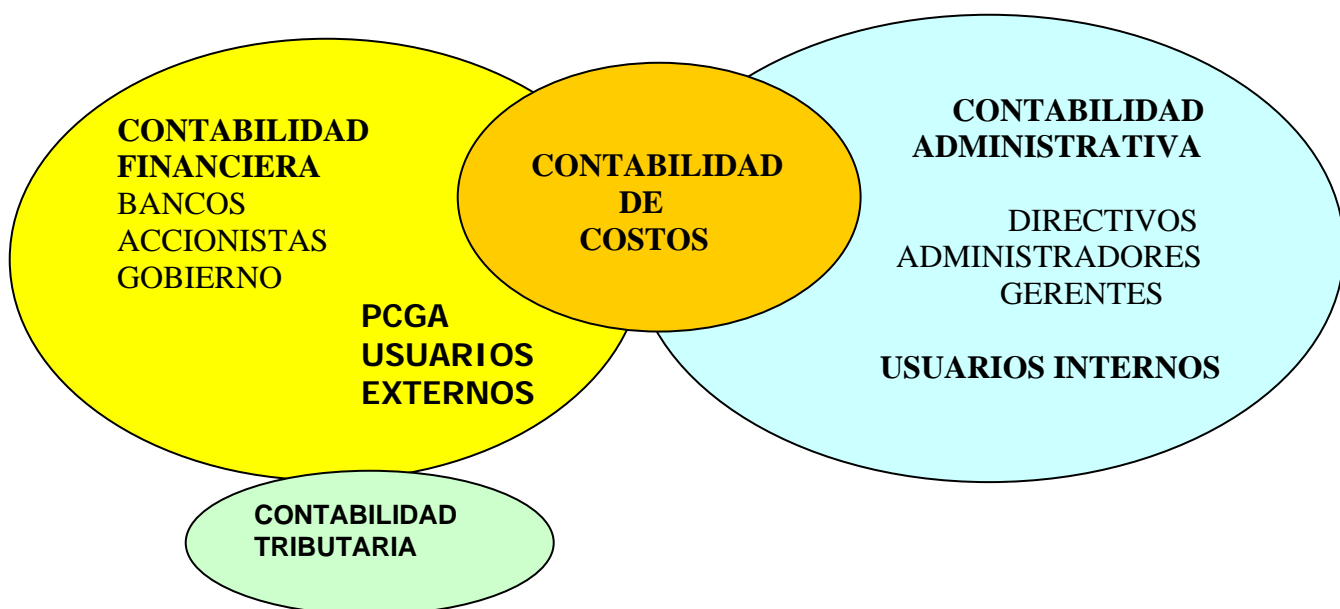 CONTABILIDAD
FINANCIERA
BANCOS
ACCIONISTAS
GOBIERNO
PCGA
USUARIOS
EXTERNOS
CONTABILIDAD
DE
COSTOS
CONTABILIDAD
ADMINISTRATIVA
DIRECTIVOS
ADMINISTRADORES
GERENTES
USUARIOS INTERNOS
CONTABILIDAD
TRIBUTARIA